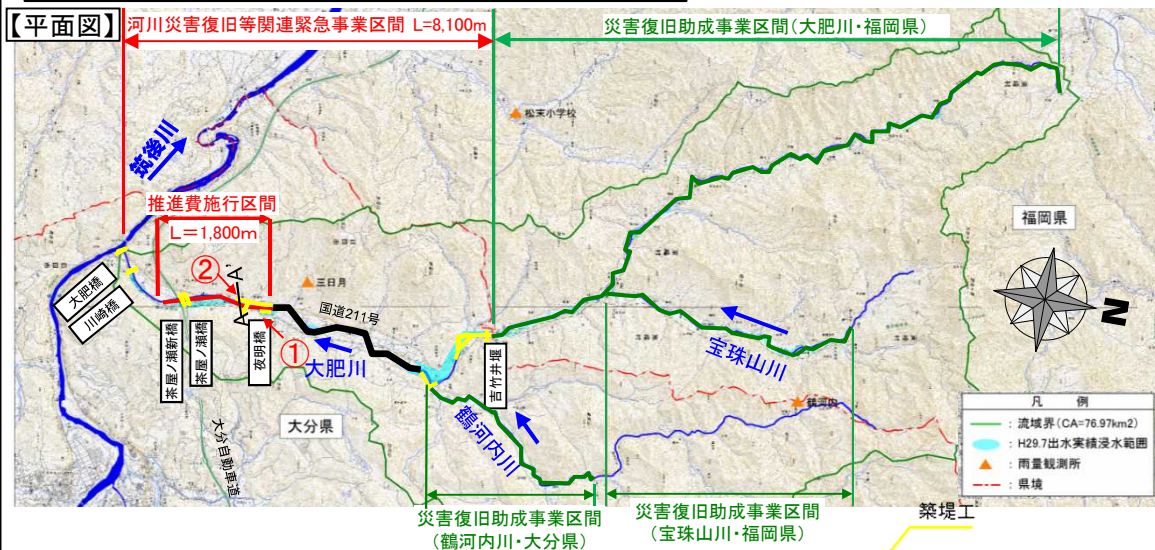 【平面図】
河川災害復旧等関連緊急事業区間 L=8,100m
災害復旧助成事業区間(大肥川・福岡県)
松末小学校
筑後川
推進費施行区間
L=1,800m
福岡県
②
A'
三日月
大肥橋
川崎橋
国道211号
A
N
茶屋ノ瀬新橋
茶屋ノ瀬橋
夜明橋
①
大肥川
吉竹井堰
宝珠山川
鶴河内
大分県
大分自動車道
鶴河内川
凡 例
: 流域界(CA=76.97km2)
: H29.7出水実績浸水範囲
: 雨量観測所
: 県境
築堤工
災害復旧助成事業区間
(鶴河内川・大分県)
災害復旧助成事業区間
(宝珠山川・福岡県)